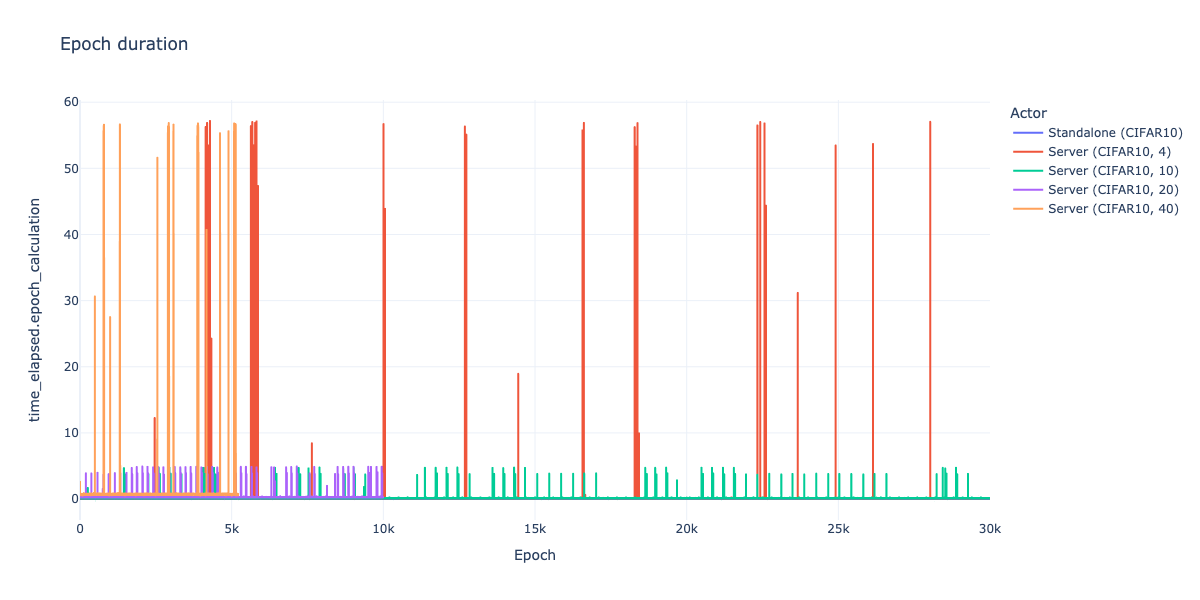 Epoch duration
Actor
Standalone (CIFAR10)
Server (CIFAR10, 4)
Server (CIFAR10, 10)
Server (CIFAR10, 20)
Server (CIFAR10, 40)
time_elapsed.epoch_calculation
60
50
40
30
20
10
0
0
5k
10k
15k
20k
25k
30k
Epoch